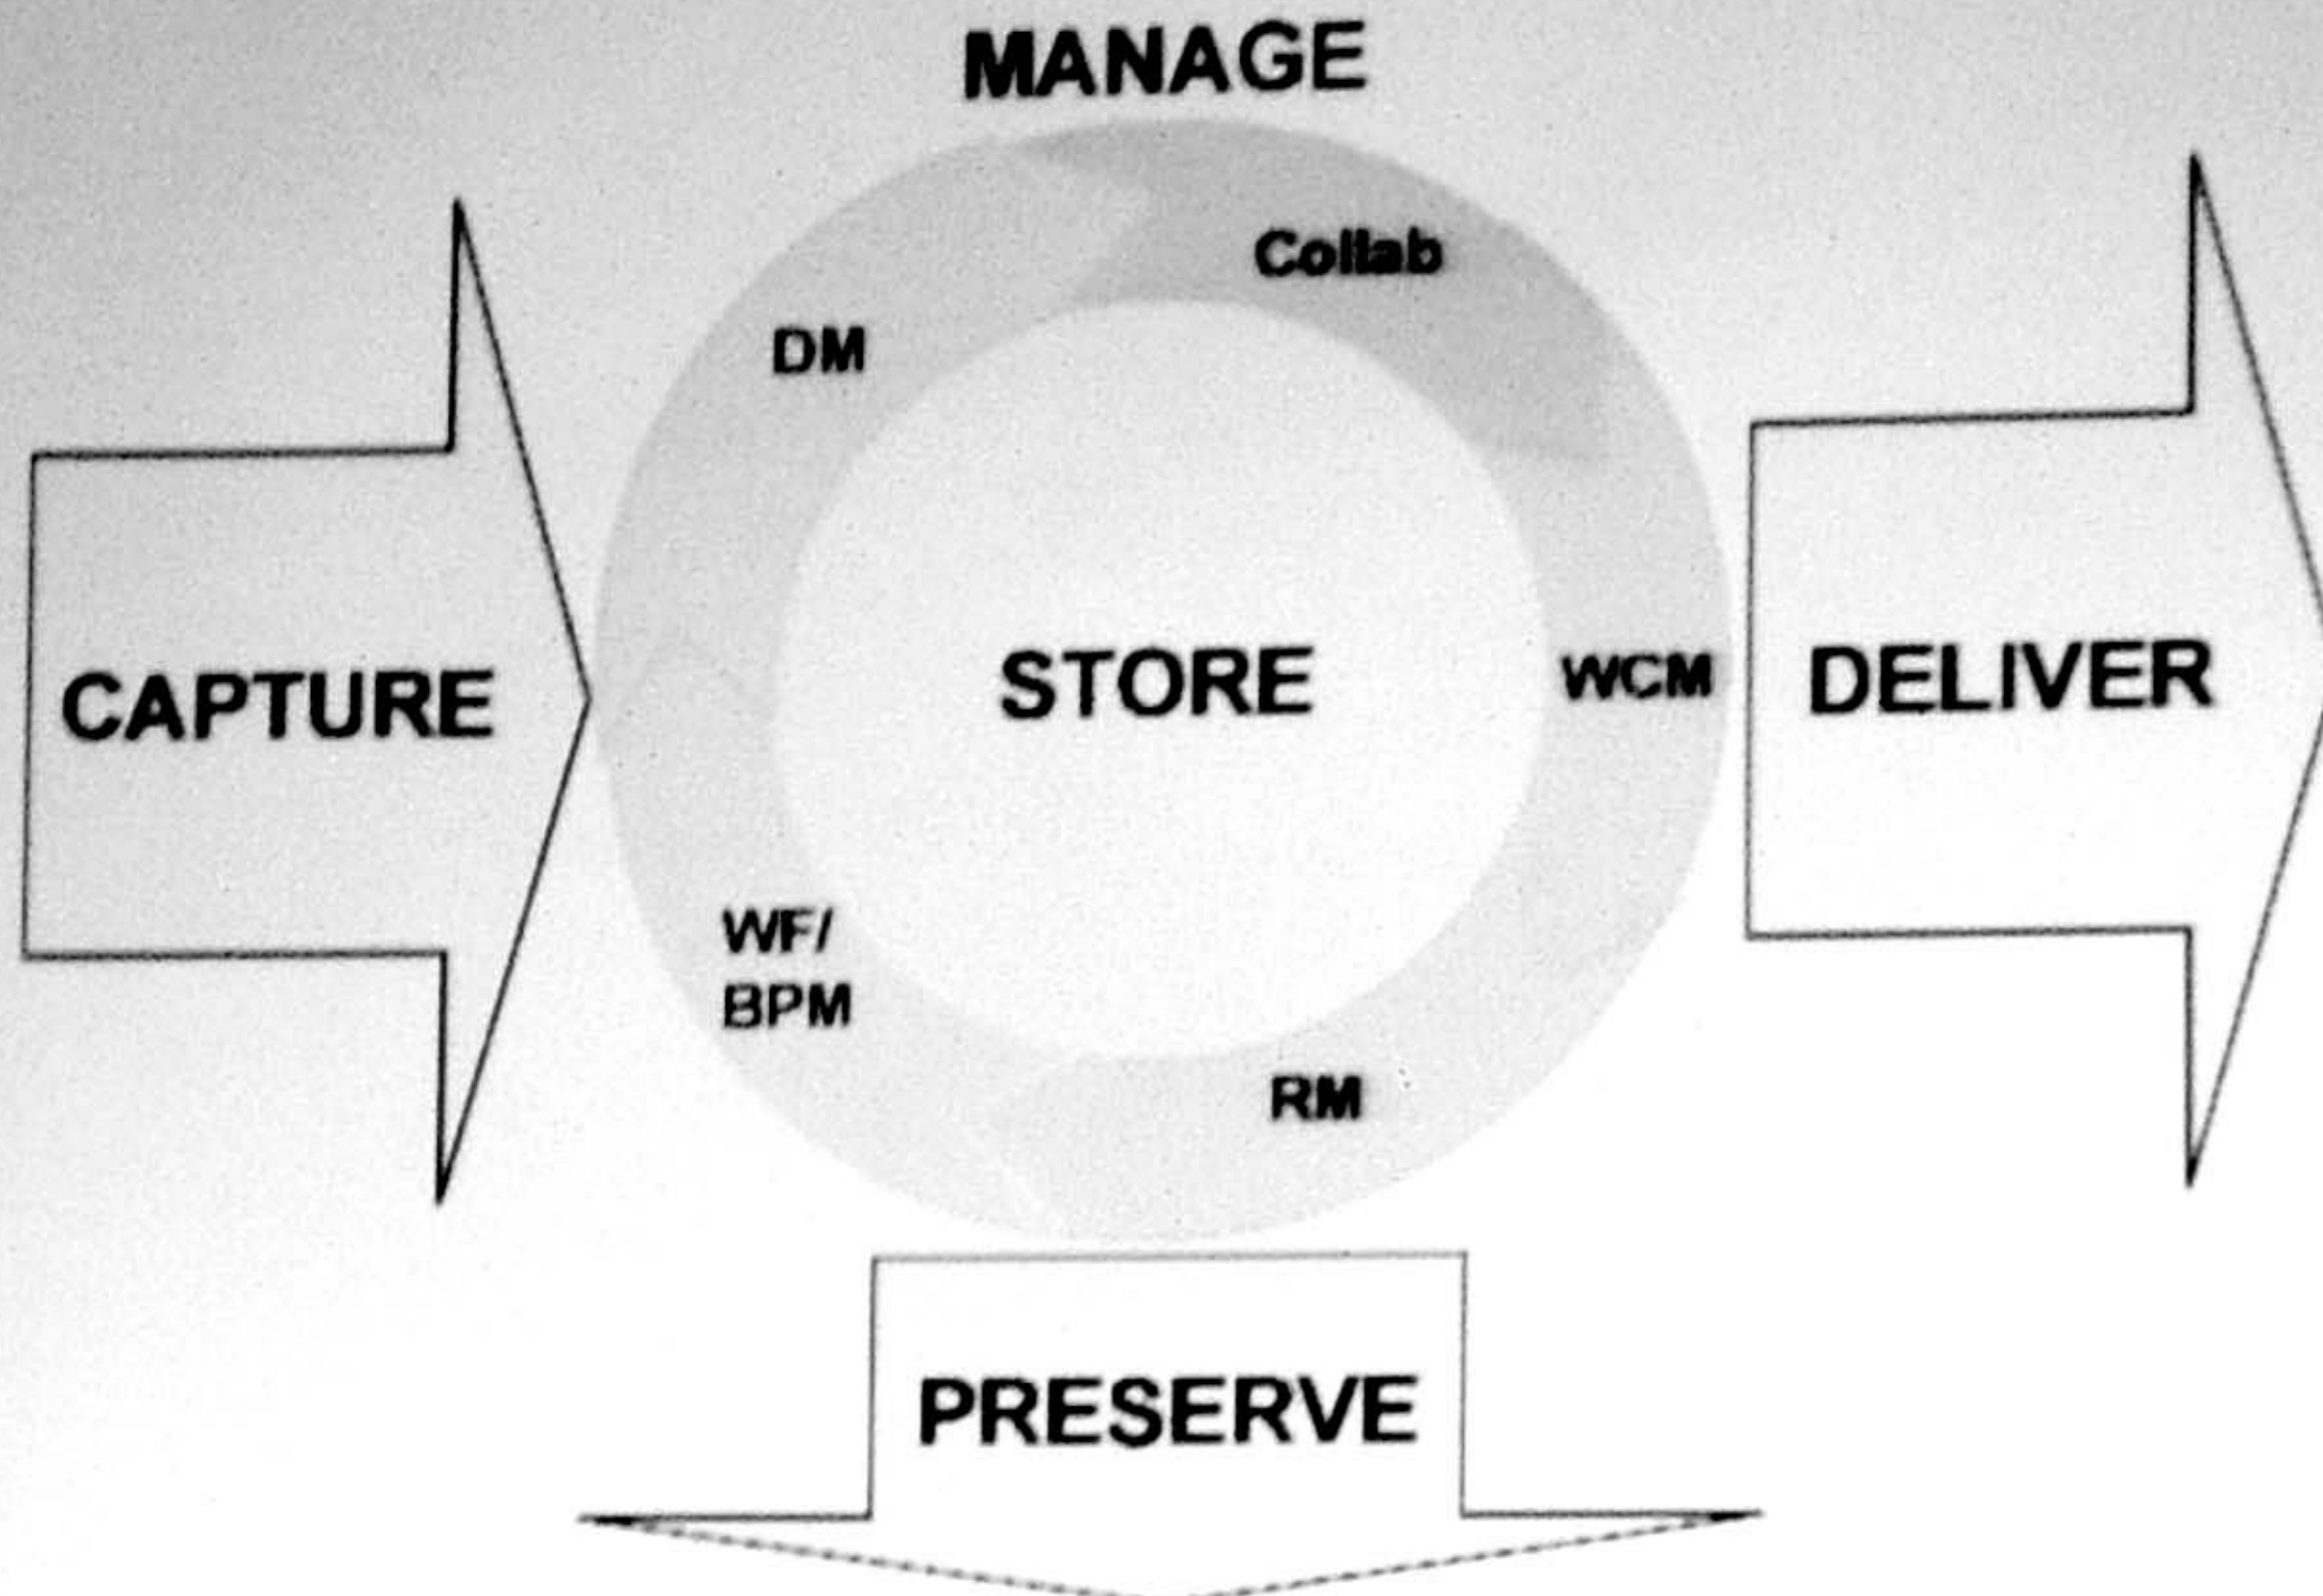 MANAGE
Collab
DM
CAPTURE
STORE
WCM
DELIVER
WF/
BPM
RM
PRESERVE